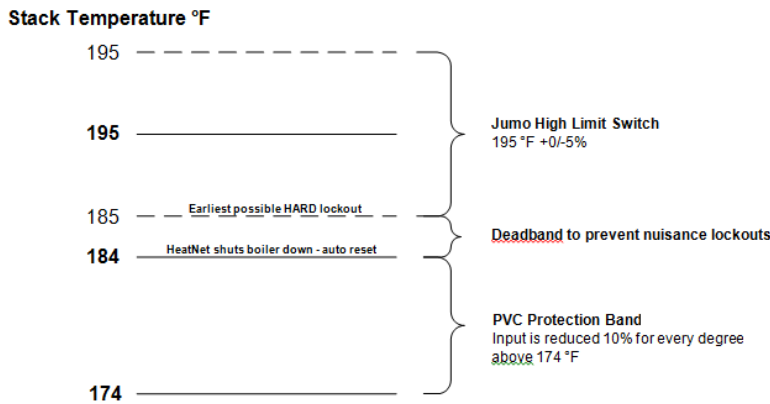 Stack Temperature °F
195
195
Jumo High Limit Switch
195 °F +0/-5%
185
Earliest possible HARD lockout
Deadband to prevent nuisance lockouts
184
HeatNet shuts boiler down - auto reset
PVC Protection Band
Input is reduced 10% for every degree
above 174 °F
174